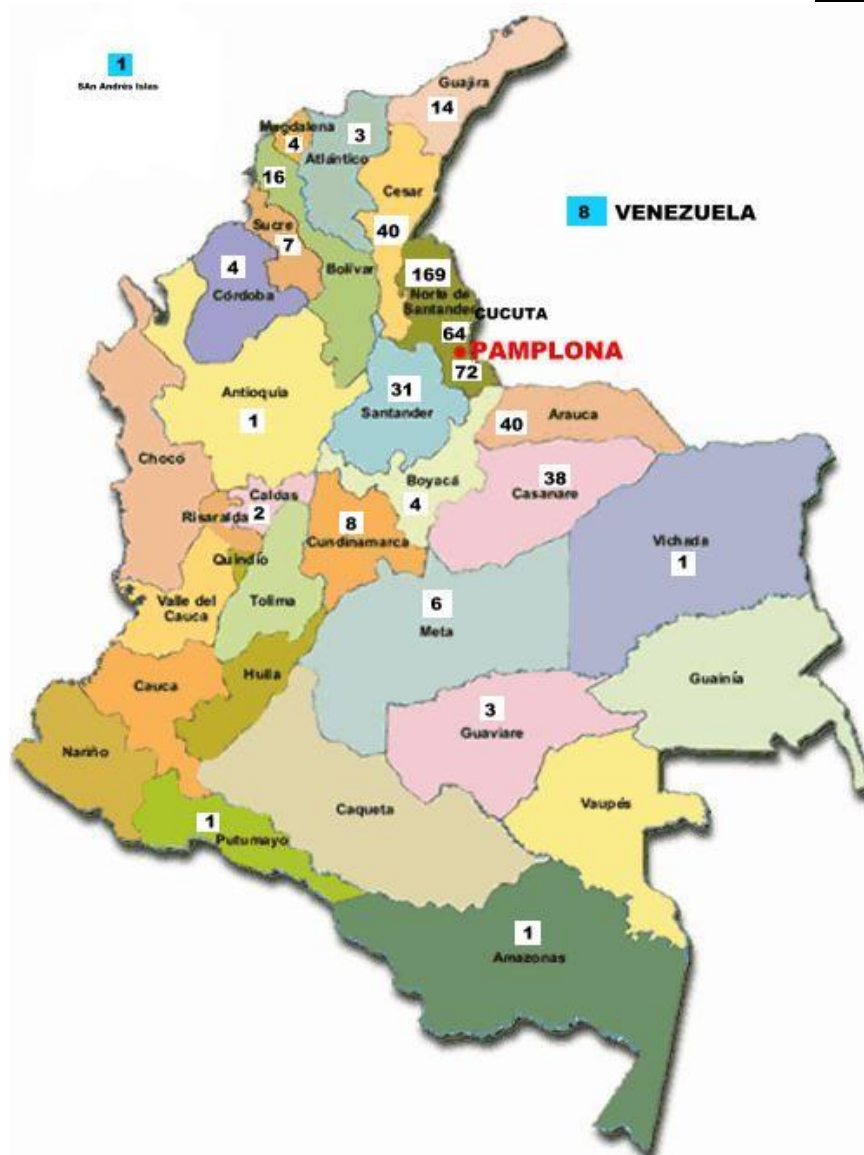 1
SAn Andrés Islas
Guajira
14
Magdalena
4
3
Atlántico
16
Cesar
40
8 VENEZUELA
Sucre
7
Bolívar
4
Córdoba
169
Norte de
Santander
CUCUTA
64
PAMPLONA
72
31
Santander
Antioquia
1
40
Arauca
Choco
Boyacá
4
38
Casanare
Caldas
2
Risaralda
8
Cundinamarca
Vichada
1
Quindío
Valle del
Cauca
Tolima
6
Meta
Huila
Cauca
Guainía
3
Guaviare
Nariño
Caqueta
Vaupés
1
Putumayo
1
Amazonas